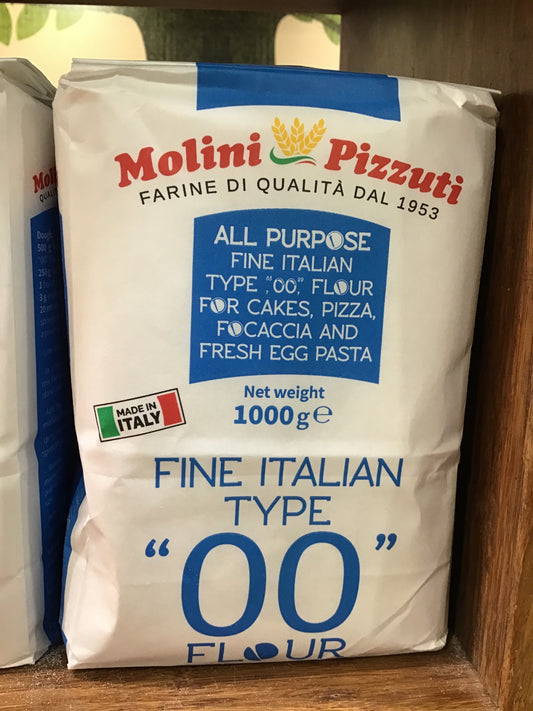 Molini Pizzuti
FARINE DI QUALITÀ DAL 1953
ALL PURPOSE
FINE ITALIAN
TYPE "00" FLOUR
FOR CAKES, PIZZA,
FOCACCIA AND
FRESH EGG PASTA
Net weight
1000g ℮
MADE IN
ITALY
FINE ITALIAN
TYPE
"00"
FLOUR